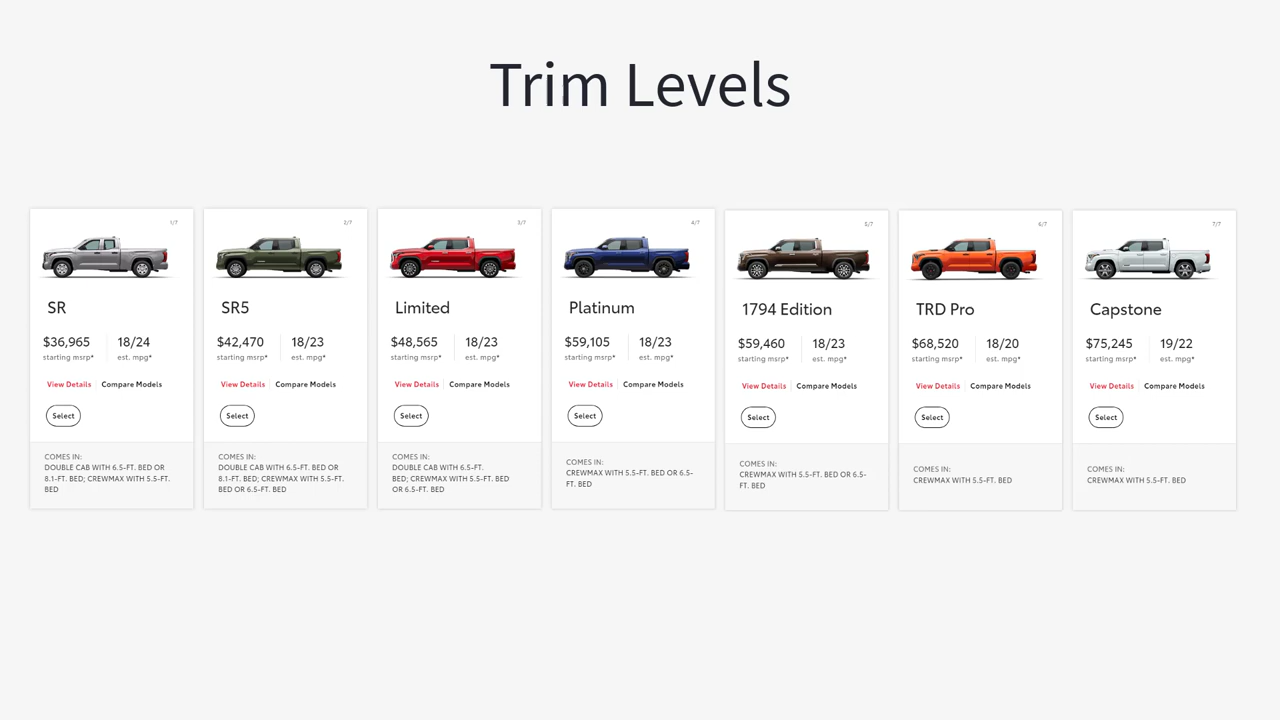 Trim Levels
1/7
SR
$36,965
starting msrp*
18/24
est. mpg*
View Details
Compare Models
Select
COMES IN:
DOUBLE CAB WITH 6.5-FT. BED OR
8.1-FT. BED; CREWMAX WITH 5.5-FT.
BED
2/7
SR5
$42,470
starting msrp*
18/23
est. mpg*
View Details
Compare Models
Select
COMES IN:
DOUBLE CAB WITH 6.5-FT. BED OR
8.1-FT. BED; CREWMAX WITH 5.5-FT.
BED OR 6.5-FT. BED
3/7
Limited
$48,565
starting msrp*
18/23
est. mpg*
View Details
Compare Models
Select
COMES IN:
DOUBLE CAB WITH 6.5-FT.
BED; CREWMAX WITH 5.5-FT. BED
OR 6.5-FT. BED
4/7
Platinum
$59,105
starting msrp*
18/23
est. mpg*
View Details
Compare Models
Select
COMES IN:
CREWMAX WITH 5.5-FT. BED OR 6.5-
FT. BED
5/7
1794 Edition
$59,460
starting msrp*
18/23
est. mpg*
View Details
Compare Models
Select
COMES IN:
CREWMAX WITH 5.5-FT. BED OR 6.5-
FT. BED
6/7
TRD Pro
$68,520
starting msrp*
18/20
est. mpg*
View Details
Compare Models
Select
COMES IN:
CREWMAX WITH 5.5-FT. BED
7/7
Capstone
$75,245
starting msrp*
19/22
est. mpg*
View Details
Compare Models
Select
COMES IN:
CREWMAX WITH 5.5-FT. BED